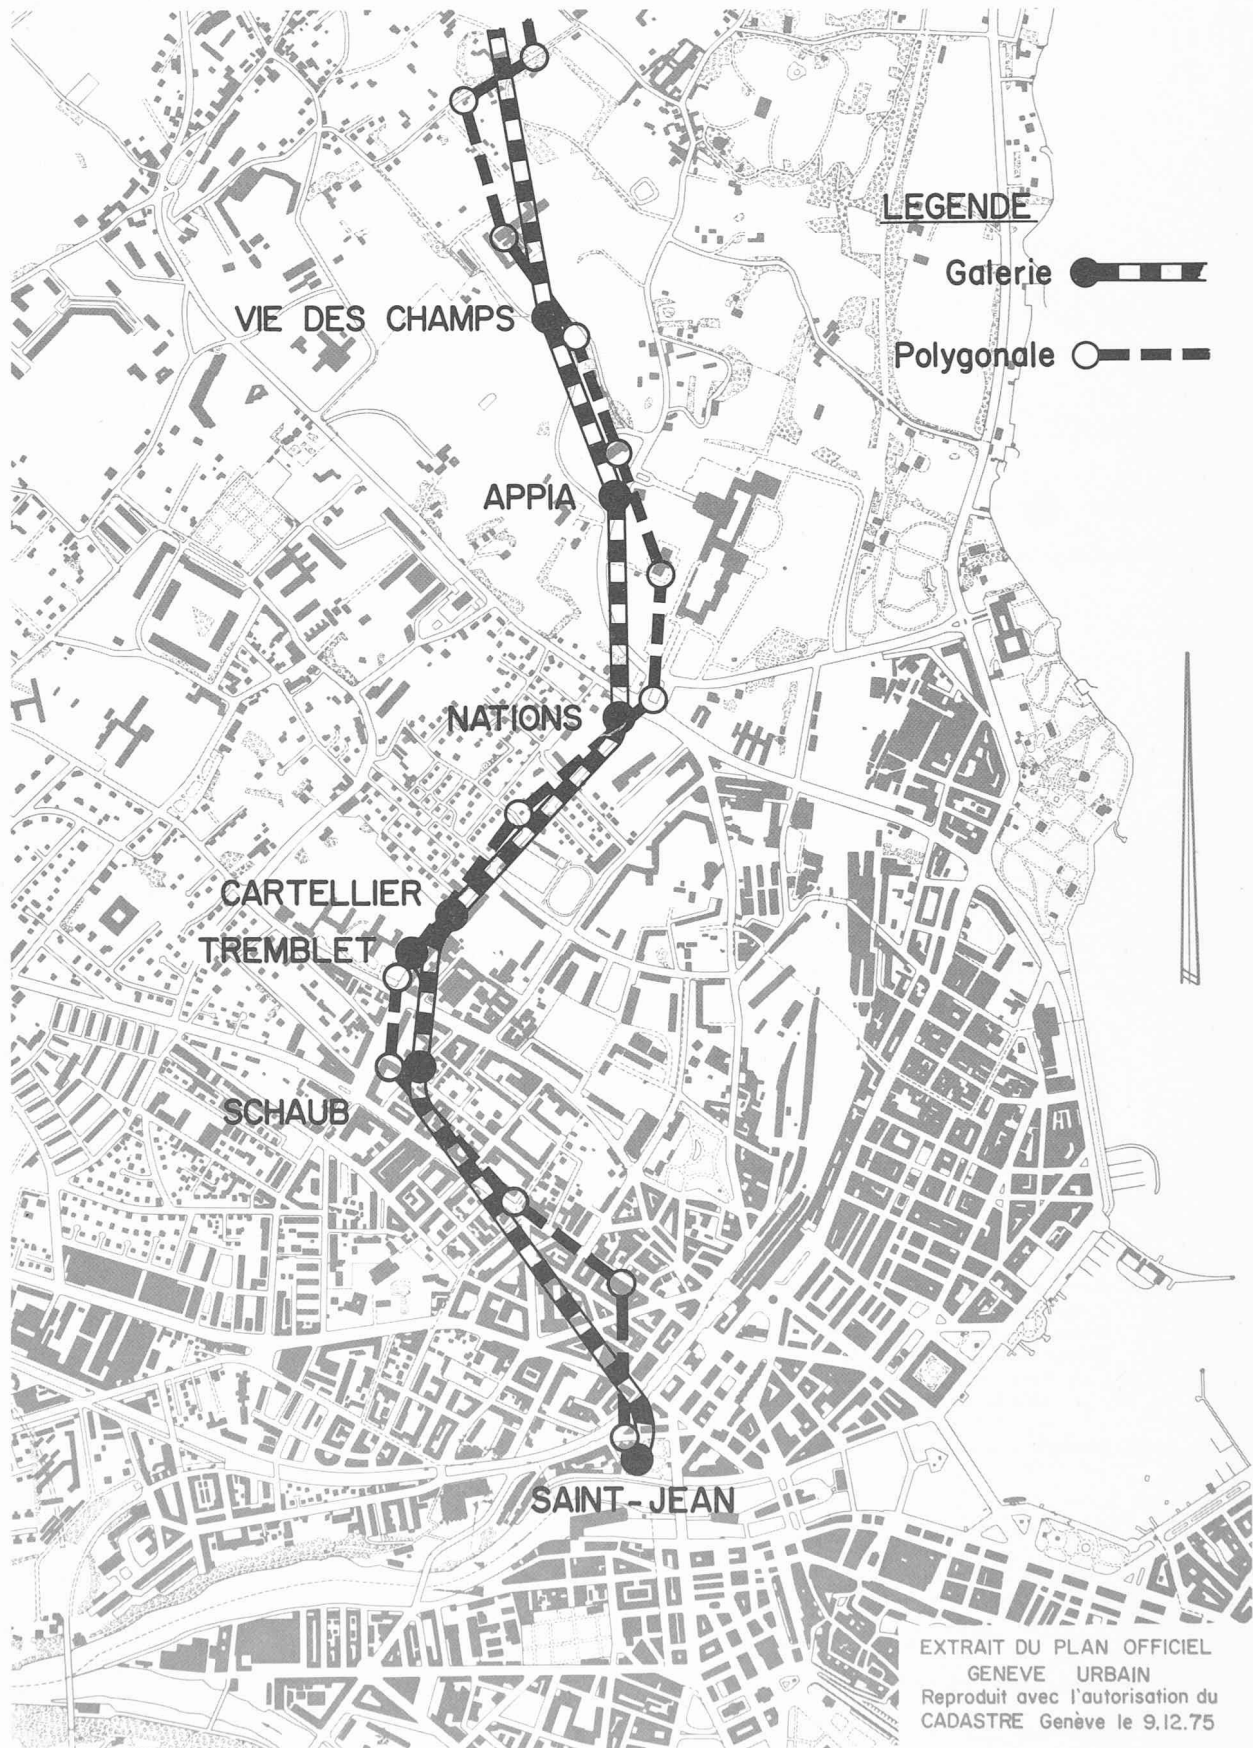 LEGENDE
Galerie
VIE DES CHAMPS
Polygonale
APPIA
NATIONS
CARTELLIER
TREMBLET
SCHAUB
SAINT-JEAN
EXTRAIT DU PLAN OFFICIEL
GENEVE URBAIN
Reproduit avec l'autorisation du
CADASTRE Genève le 9.12.75